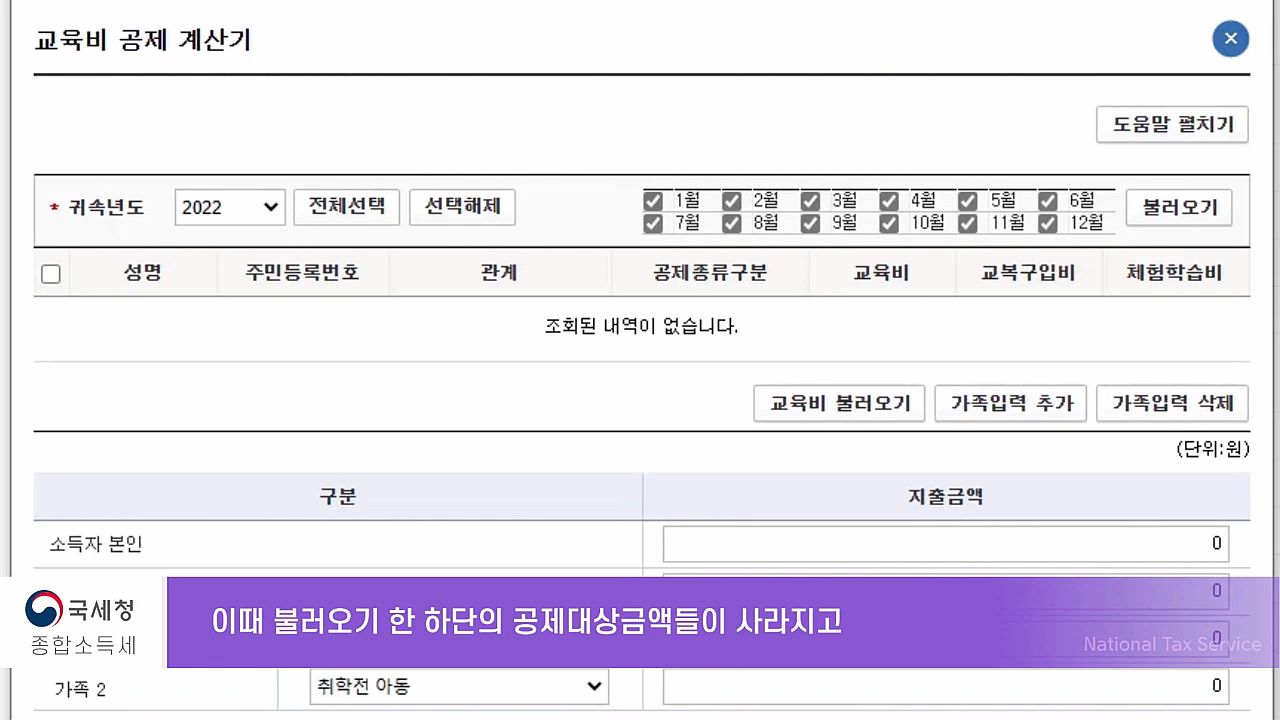 교육비 공제 계산기
도움말 펼치기
* 귀속년도 2022 전체선택 선택해제 1월 2월 3월 4월 5월 6월 불러오기
7월 8월 9월 10월 11월 12월
성명 주민등록번호 관계 공제종류구분 교육비 교복구입비 체험학습비
조회된 내역이 없습니다.
교육비 불러오기 가족입력 추가 가족입력 삭제
(단위:원)
구분 지출금액
소득자 본인 0
0
국세청 이때 불러오기 한 하단의 공제대상금액들이 사라지고
0
종합소득세 National Tax Service
가족 2 취학전 아동 0